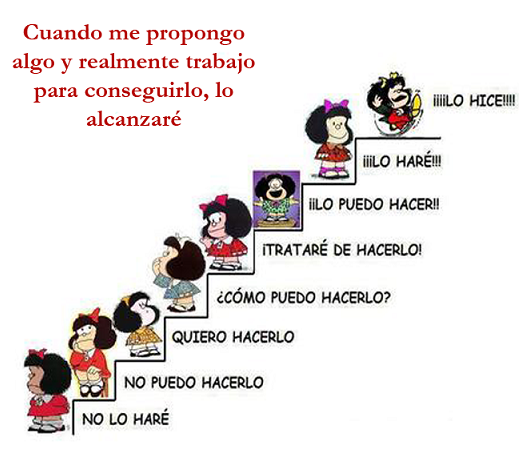 Cuando me propongo
algo y realmente trabajo
para conseguirlo, lo
alcanzaré
¡¡¡¡LO HICE!!!!
¡¡¡LO HARÉ!!!
¡¡LO PUEDO HACER!!
¡TRATARÉ DE HACERLO!
¿CÓMO PUEDO HACERLO?
QUIERO HACERLO
NO PUEDO HACERLO
NO LO HARÉ